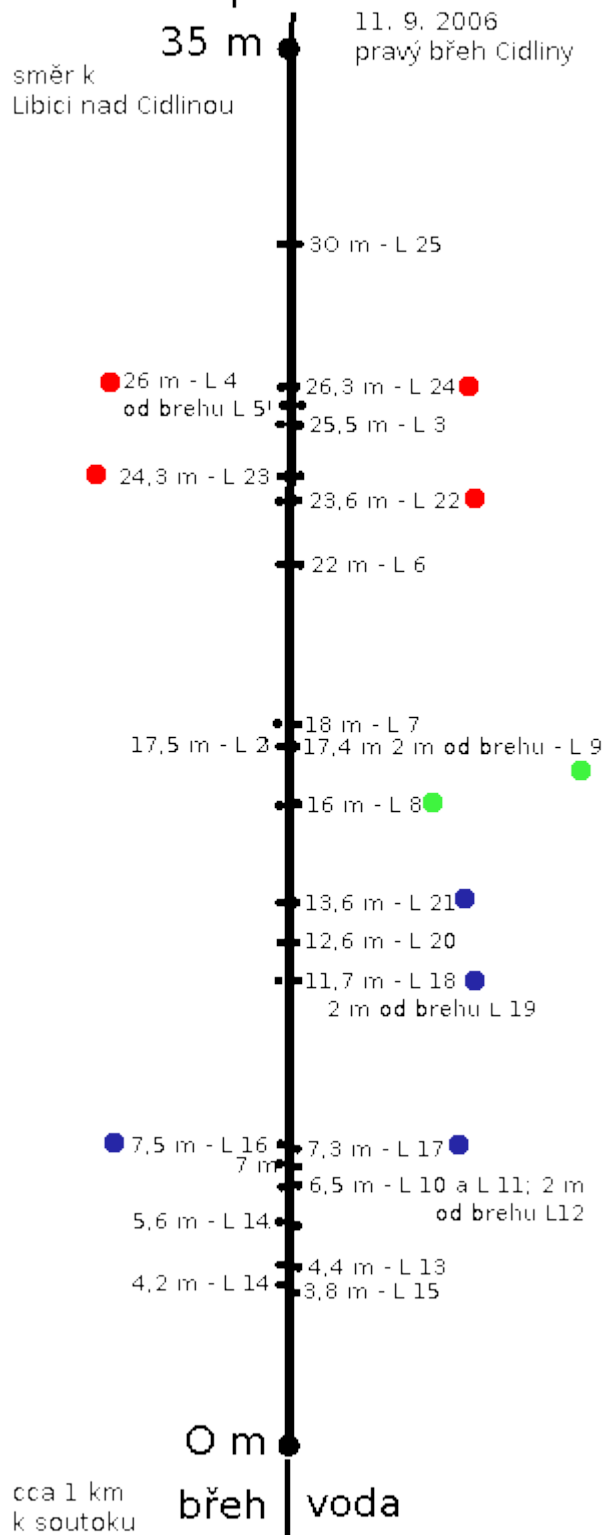 11. 9. 2006
35 m
pravý břeh Cidliny
směr k
Libici nad Cidlinou
30 m - L 25
26 m - L 4
26,3 m - L 24
od brehu L 5
25,5 m - L 3
24,3 m - L 23
23,6 m - L 22
22 m - L 6
18 m - L 7
17,5 m - L 2
17,4 m 2 m od brehu - L 9
16 m - L 8
13,6 m - L 21
12,6 m - L 20
11,7 m - L 18
2 m od brehu L 19
7,5 m - L 16
7,3 m - L 17
7 m
6,5 m - L 10 a L 11; 2 m
od brehu L12
5,6 m - L 14
4,4 m - L 13
4,2 m - L 14
3,8 m - L 15
0 m
cca 1 km
k soutoku
břeh
voda